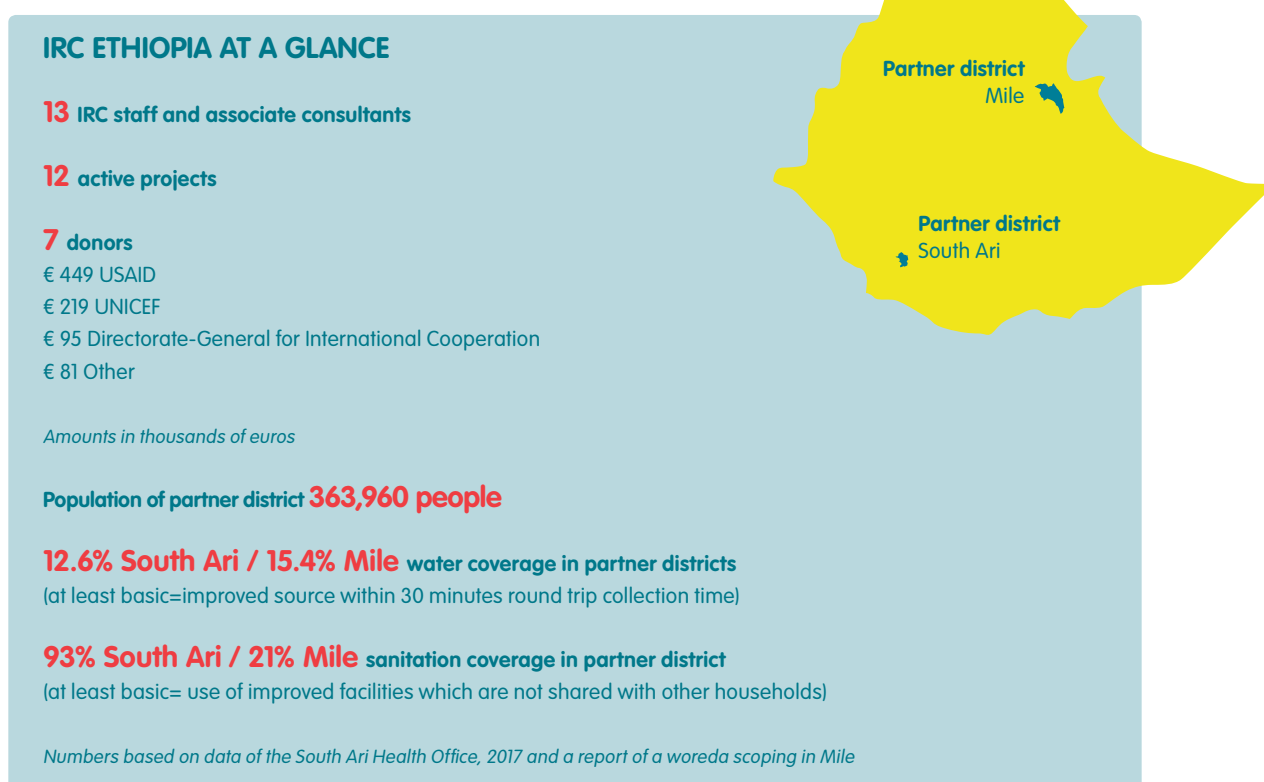 IRC ETHIOPIA AT A GLANCE
13 IRC staff and associate consultants
12 active projects
7 donors
€ 449 USAID
€ 219 UNICEF
€ 95 Directorate-General for International Cooperation
€ 81 Other
Amounts in thousands of euros
Population of partner district 363,960 people
12.6% South Ari / 15.4% Mile water coverage in partner districts
(at least basic=improved source within 30 minutes round trip collection time)
93% South Ari / 21% Mile sanitation coverage in partner district
(at least basic= use of improved facilities which are not shared with other households)
Numbers based on data of the South Ari Health Office, 2017 and a report of a woreda scoping in Mile
Partner district
Mile
Partner district
South Ari